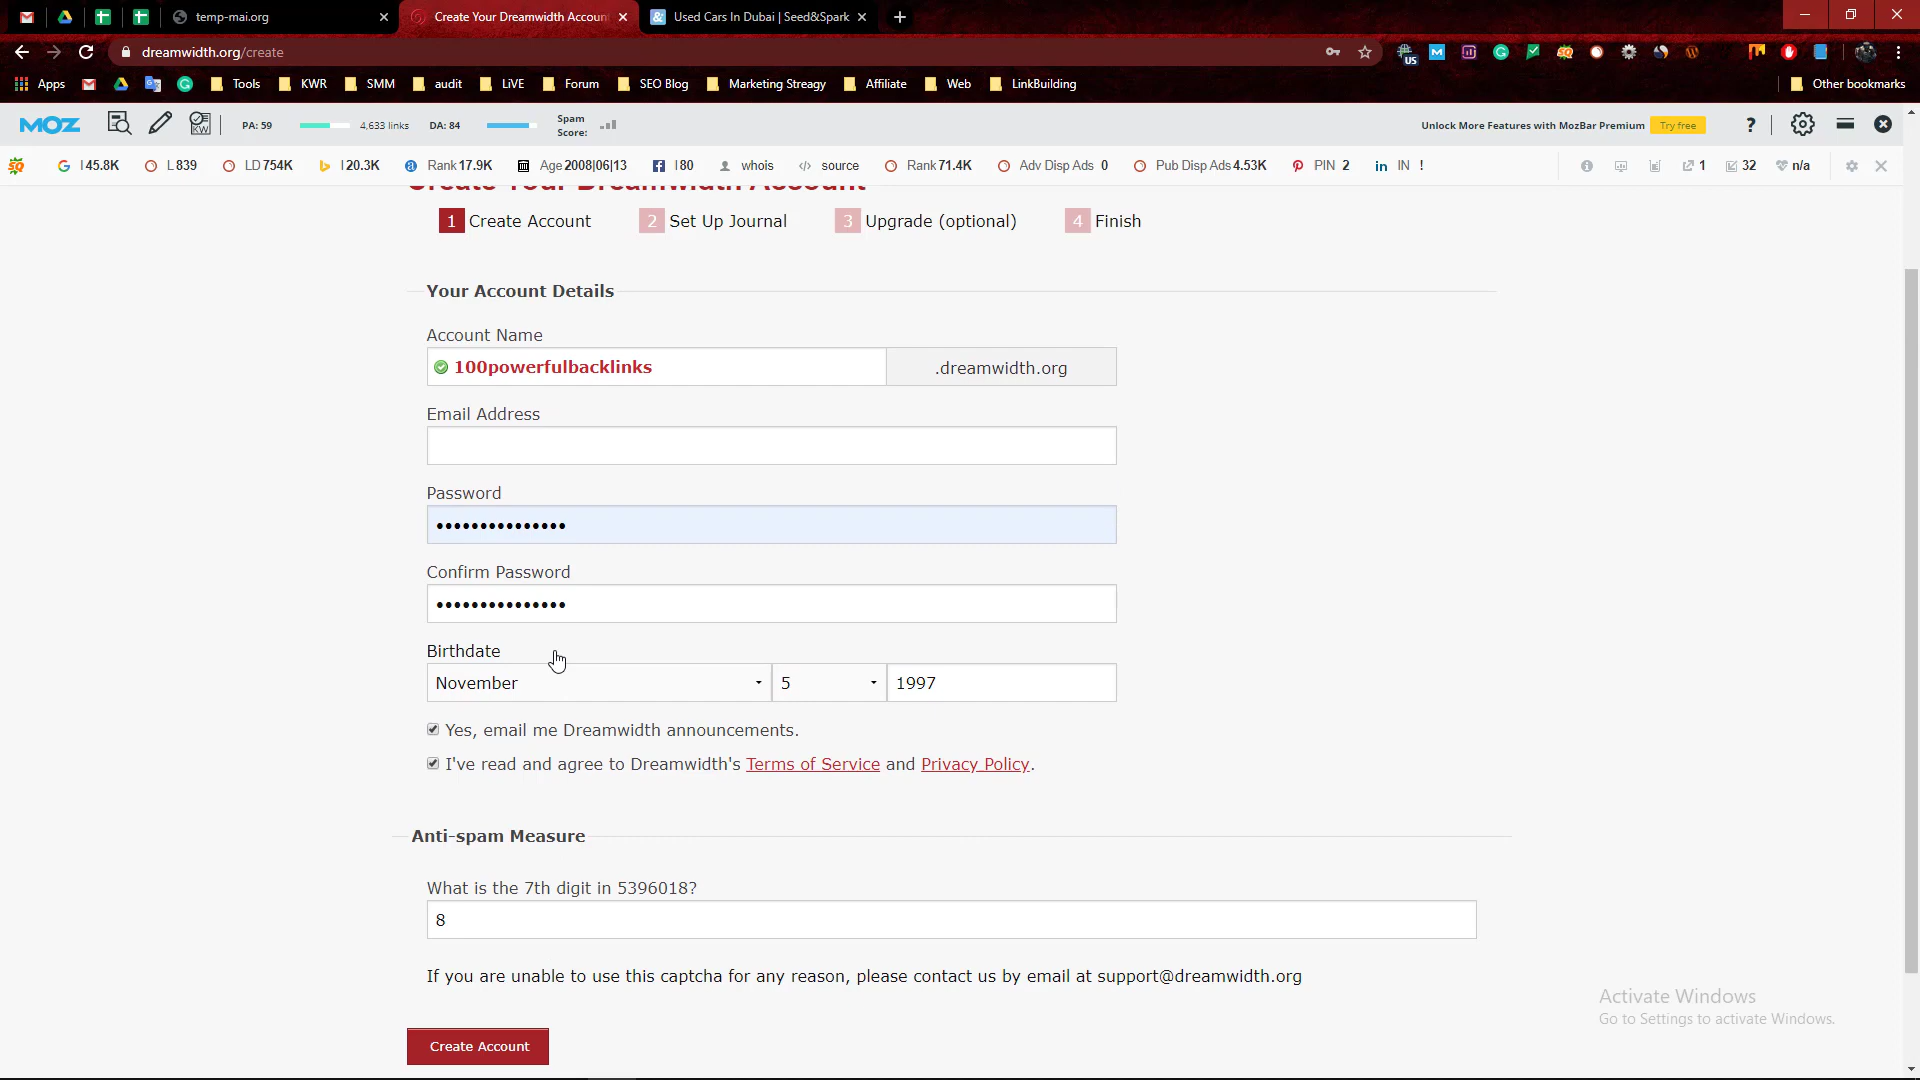 temp-mai.org
Create Your Dreamwidth Accoun
Used Cars In Dubai | Seed&Spark
dreamwidth.org/create
US
Apps
Tools
KWR
SMM
audit
LiVE
Forum
SEO Blog
Marketing Streagy
Affiliate
Web
LinkBuilding
Other bookmarks
MOZ
KW
PA: 59
4,633 links
DA: 84
Spam
Score:
Unlock More Features with MozBar Premium
Try free
?
SQ
I 45.8K
L 839
LD 754K
I 20.3K
Rank 17.9K
Age 2008|06|13
I 80
whois
source
Rank 71.4K
Adv Disp Ads 0
Pub Disp Ads 4.53K
PIN 2
IN !
1
32
n/a
Create Your Dreamwidth Account
1 Create Account
2 Set Up Journal
3 Upgrade (optional)
4 Finish
Your Account Details
Account Name
100powerfulbacklinks
.dreamwidth.org
Email Address
Password
•••••••••••••••
Confirm Password
•••••••••••••••
Birthdate
November
5
1997
Yes, email me Dreamwidth announcements.
I've read and agree to Dreamwidth's Terms of Service and Privacy Policy.
Anti-spam Measure
What is the 7th digit in 5396018?
8
If you are unable to use this captcha for any reason, please contact us by email at support@dreamwidth.org
Activate Windows
Go to Settings to activate Windows.
Create Account